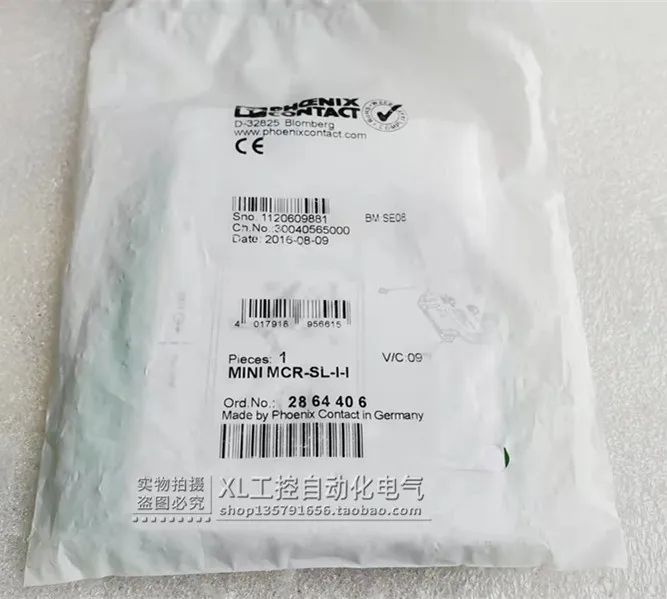 PHŒNIX
CONTACT
D-32825 Blomberg
www.phoenixcontact.com
CE
Sno. 1120609881
BM SE08
Ch.No. 30040565000
Date: 2016-08-09
4 017918 956615
Pieces: 1
V/C:09
MINI MCR-SL-I-I
Ord.No.: 28 64 40 6
Made by Phoenix Contact in Germany
实物拍摄
盗图必究
XL工控自动化电气
shop135791656.taobao.com